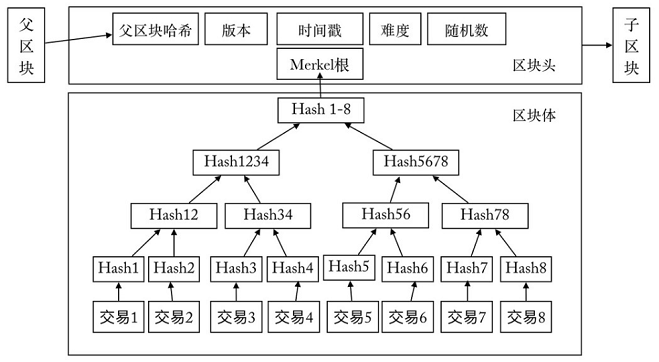 父区块
父区块哈希 版本 时间戳 难度 随机数
子区块
Merkel根
区块头
Hash 1-8
区块体
Hash1234 Hash5678
Hash12 Hash34 Hash56 Hash78
Hash1 Hash2 Hash3 Hash4 Hash5 Hash6 Hash7 Hash8
交易1 交易2 交易3 交易4 交易5 交易6 交易7 交易8